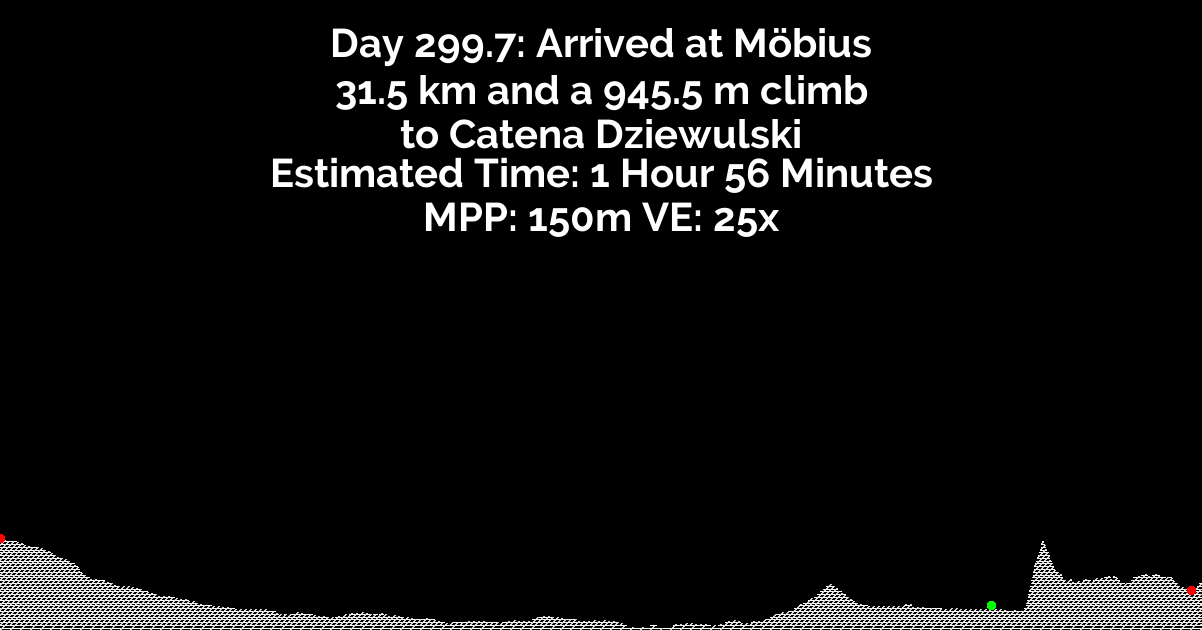 Day 299.7: Arrived at Möbius
31.5 km and a 945.5 m climb
to Catena Dziewulski
Estimated Time: 1 Hour 56 Minutes
MPP: 150m VE: 25x